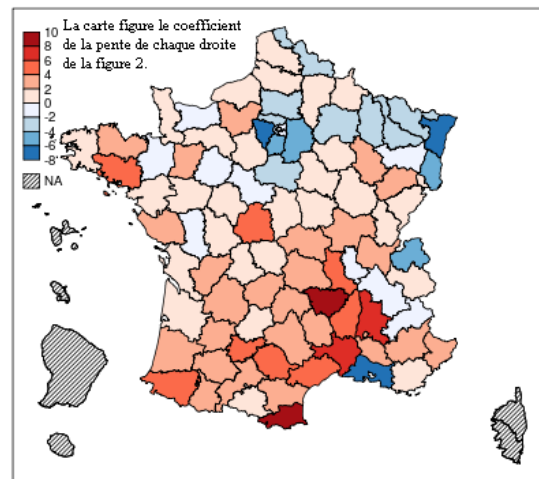 La carte figure le coefficient
de la pente de chaque droite
de la figure 2.
10
8
6
4
2
0
-2
-4
-6
-8
NA